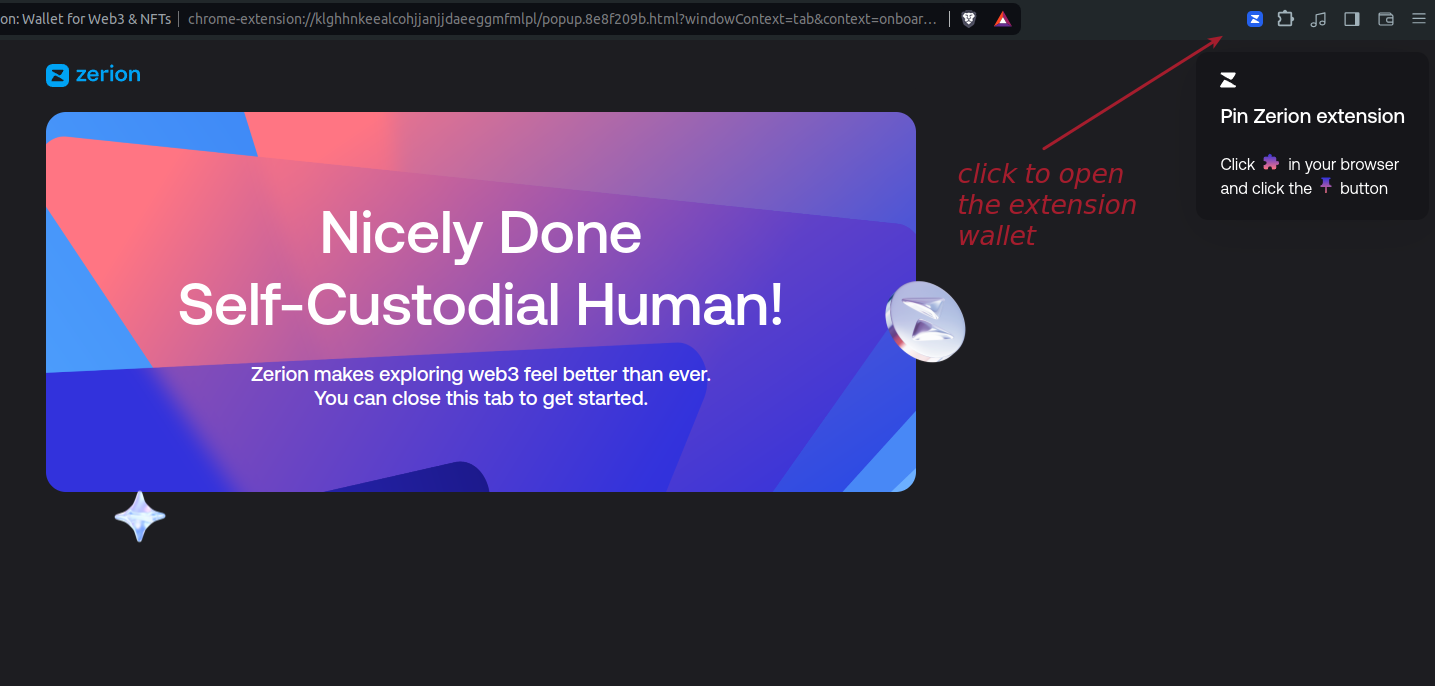 on: Wallet for Web3 & NFTs
chrome-extension://klghhnkeealcohjjanjjdaeeggmfmlpl/popup.8e8f209b.html?windowContext=tab&context=onboar…
zerion
Pin Zerion extension
Click in your browser
and click the button
click to open
the extension
wallet
Nicely Done
Self-Custodial Human!
Zerion makes exploring web3 feel better than ever.
You can close this tab to get started.